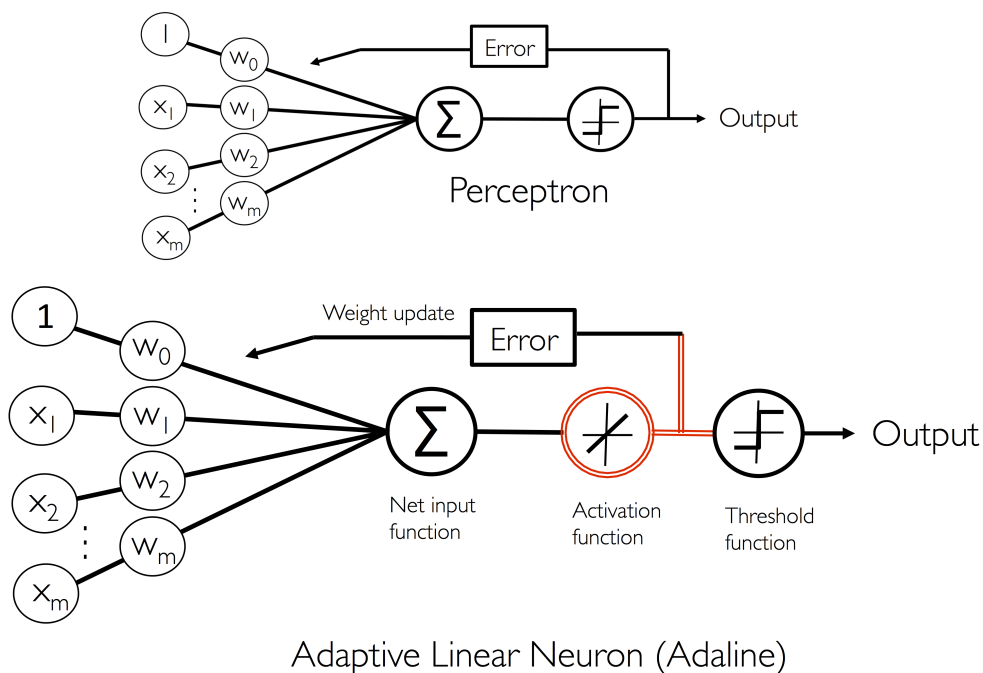 1
w0
Error
x1
w1
Σ
Output
x2
w2
Perceptron
wm
xm
1
Weight update
Error
w0
x1
w1
Σ
Output
x2
w2
Net input
function
Activation
function
Threshold
function
wm
xm
Adaptive Linear Neuron (Adaline)